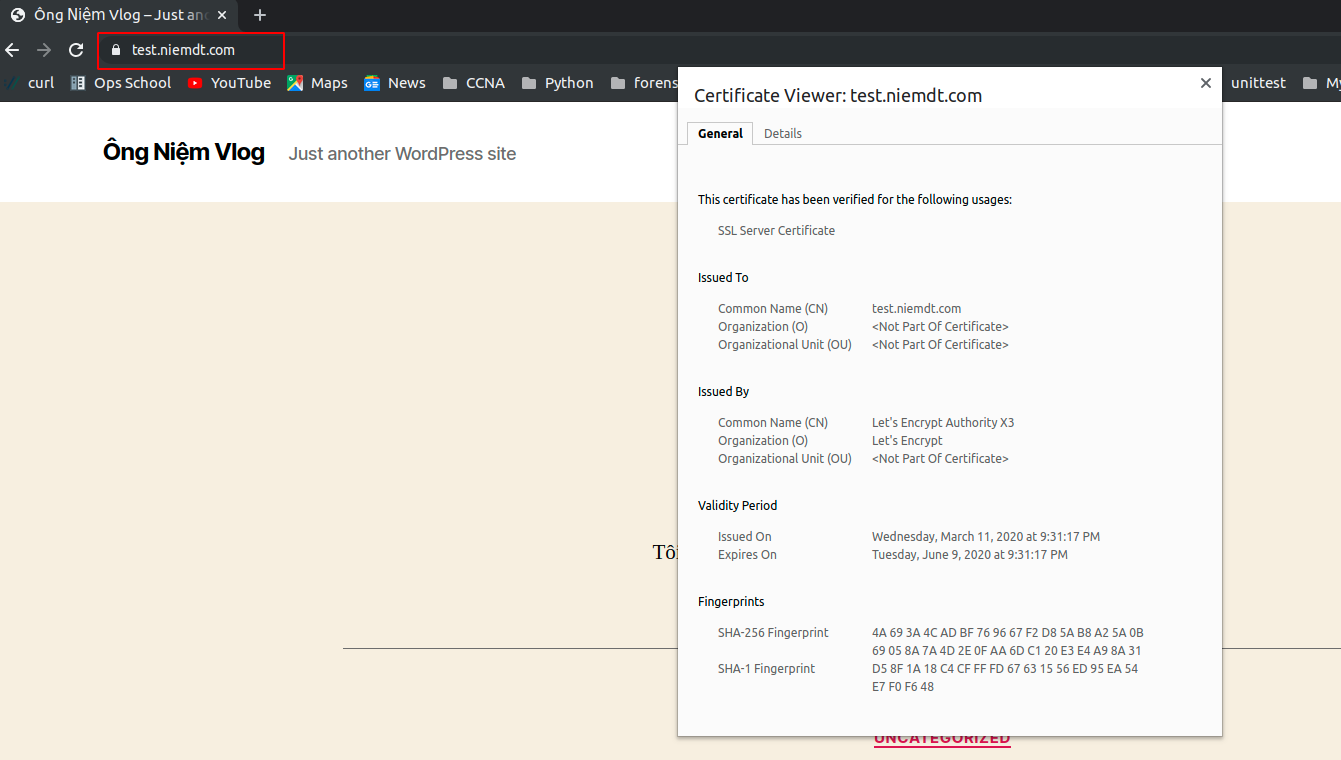 Ông Niệm Vlog – Just an
test.niemdt.com
curl Ops School YouTube Maps News CCNA Python forens unittest My
Certificate Viewer: test.niemdt.com
General Details
Ông Niệm Vlog Just another WordPress site
This certificate has been verified for the following usages:
SSL Server Certificate
Issued To
Common Name (CN) test.niemdt.com
Organization (O) <Not Part Of Certificate>
Organizational Unit (OU) <Not Part Of Certificate>
Issued By
Common Name (CN) Let's Encrypt Authority X3
Organization (O) Let's Encrypt
Organizational Unit (OU) <Not Part Of Certificate>
Validity Period
Issued On Wednesday, March 11, 2020 at 9:31:17 PM
Expires On Tuesday, June 9, 2020 at 9:31:17 PM
Tôi
Fingerprints
SHA-256 Fingerprint 4A 69 3A 4C AD BF 76 96 67 F2 D8 5A B8 A2 5A 0B
69 05 8A 7A 4D 2E 0F AA 6D C1 20 E3 E4 A9 8A 31
SHA-1 Fingerprint D5 8F 1A 18 C4 CF FF FD 67 63 15 56 ED 95 EA 54
E7 F0 F6 48
UNCATEGORIZED